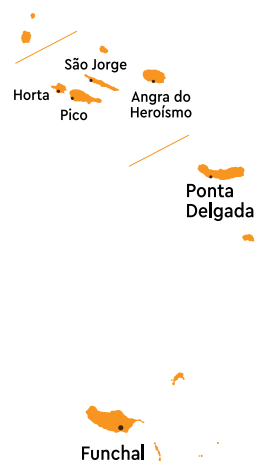 São Jorge
Horta
Pico
Angra do
Heroísmo
Ponta
Delgada
Funchal